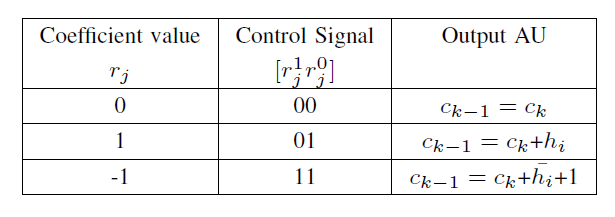 Coefficient value Control Signal Output AU
r_j [r_j^1 r_j^0]
0 00 c_{k−1} = c_k
1 01 c_{k−1} = c_k+h_i
-1 11 c_{k−1} = c_k+h̄_i+1